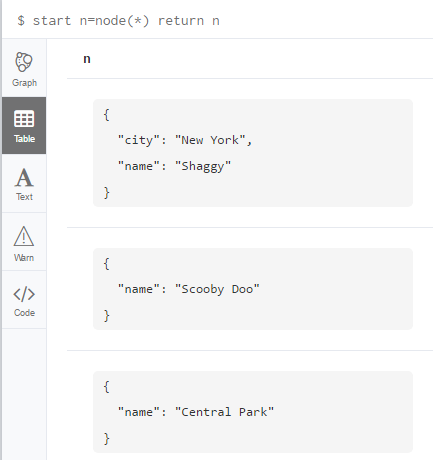 $ start n=node(*) return n
Graph
Table
Text
Warn
Code
n
{
"city": "New York",
"name": "Shaggy"
}
{
"name": "Scooby Doo"
}
{
"name": "Central Park"
}